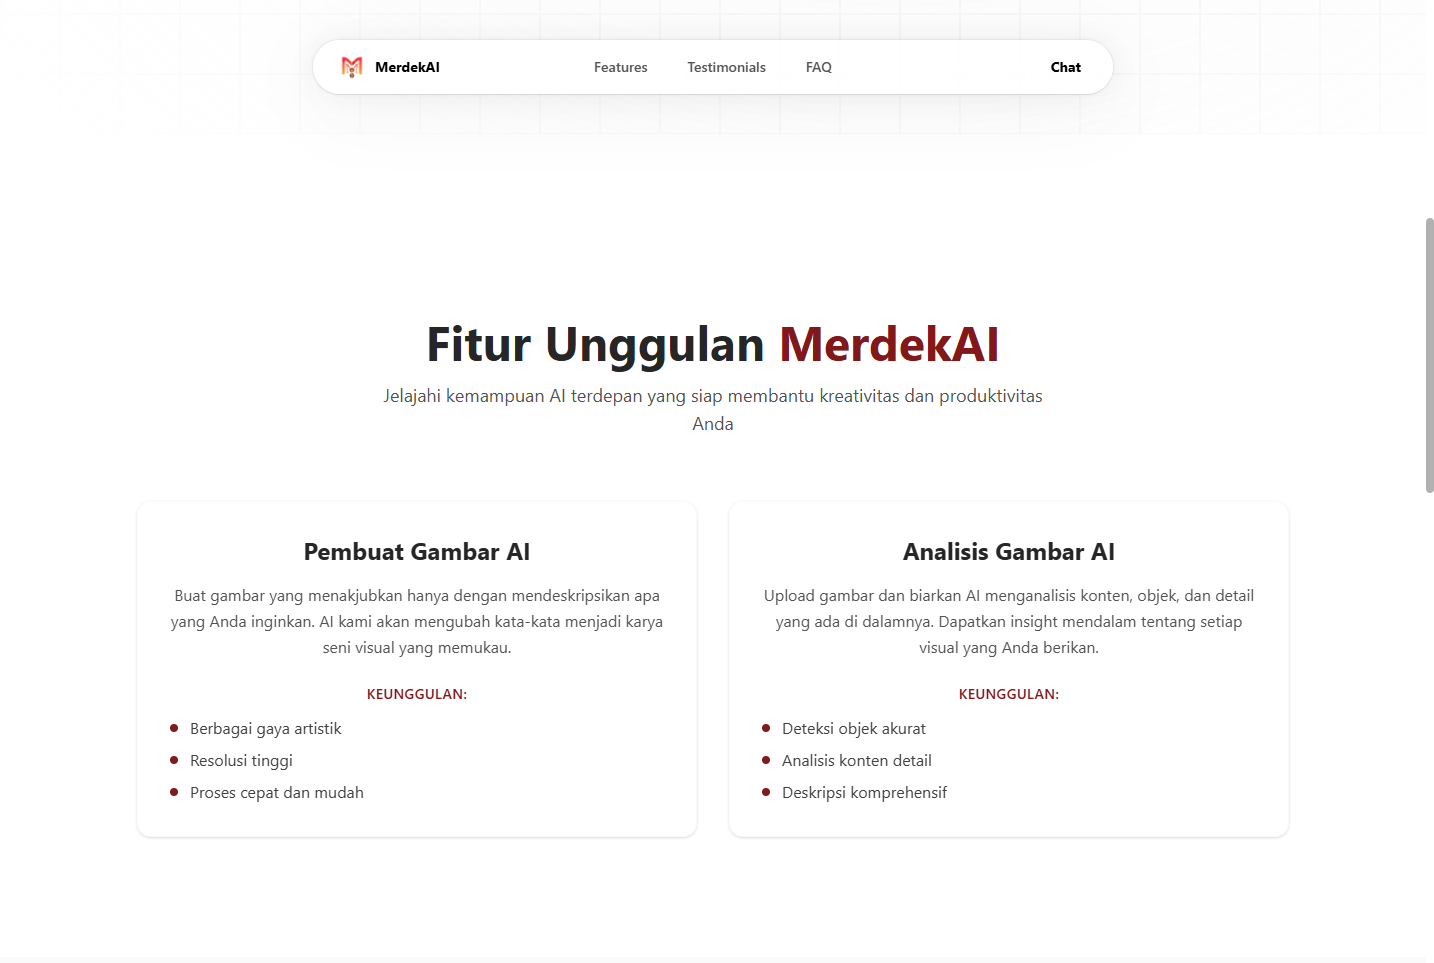 MerdekAI
Features
Testimonials
FAQ
Chat
Fitur Unggulan MerdekAI
Jelajahi kemampuan AI terdepan yang siap membantu kreativitas dan produktivitas
Anda
Pembuat Gambar AI
Buat gambar yang menakjubkan hanya dengan mendeskripsikan apa
yang Anda inginkan. AI kami akan mengubah kata-kata menjadi karya
seni visual yang memukau.
KEUNGGULAN:
Berbagai gaya artistik
Resolusi tinggi
Proses cepat dan mudah
Analisis Gambar AI
Upload gambar dan biarkan AI menganalisis konten, objek, dan detail
yang ada di dalamnya. Dapatkan insight mendalam tentang setiap
visual yang Anda berikan.
KEUNGGULAN:
Deteksi objek akurat
Analisis konten detail
Deskripsi komprehensif